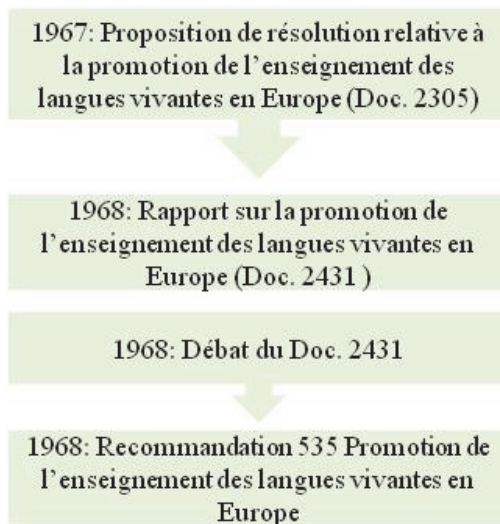 1967: Proposition de résolution relative à
la promotion de l’enseignement des
langues vivantes en Europe (Doc. 2305)
1968: Rapport sur la promotion de
l’enseignement des langues vivantes en
Europe (Doc. 2431 )
1968: Débat du Doc. 2431
1968: Recommandation 535 Promotion de
l’enseignement des langues vivantes en
Europe